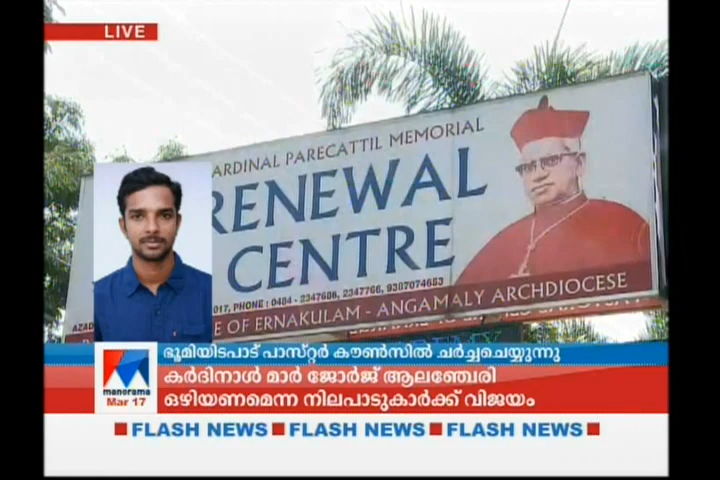 LIVE
CARDINAL PARECATTIL MEMORIAL
RENEWAL
CENTRE
017, PHONE : 0484 - 2347686, 2347766, 9387074683
OF ERNAKULAM - ANGAMALY ARCHDIOCESE
ഭൂമിയിടപാട് പാസ്റ്റർ കൗൺസിൽ ചർച്ചചെയ്യുന്നു
കർദിനാൾ മാർ ജോർജ് ആലഞ്ചേരി
ഒഴിയണമെന്ന നിലപാടുകാർക്ക് വിജയം
manorama
Mar 17
FLASH NEWS FLASH NEWS FLASH NEWS